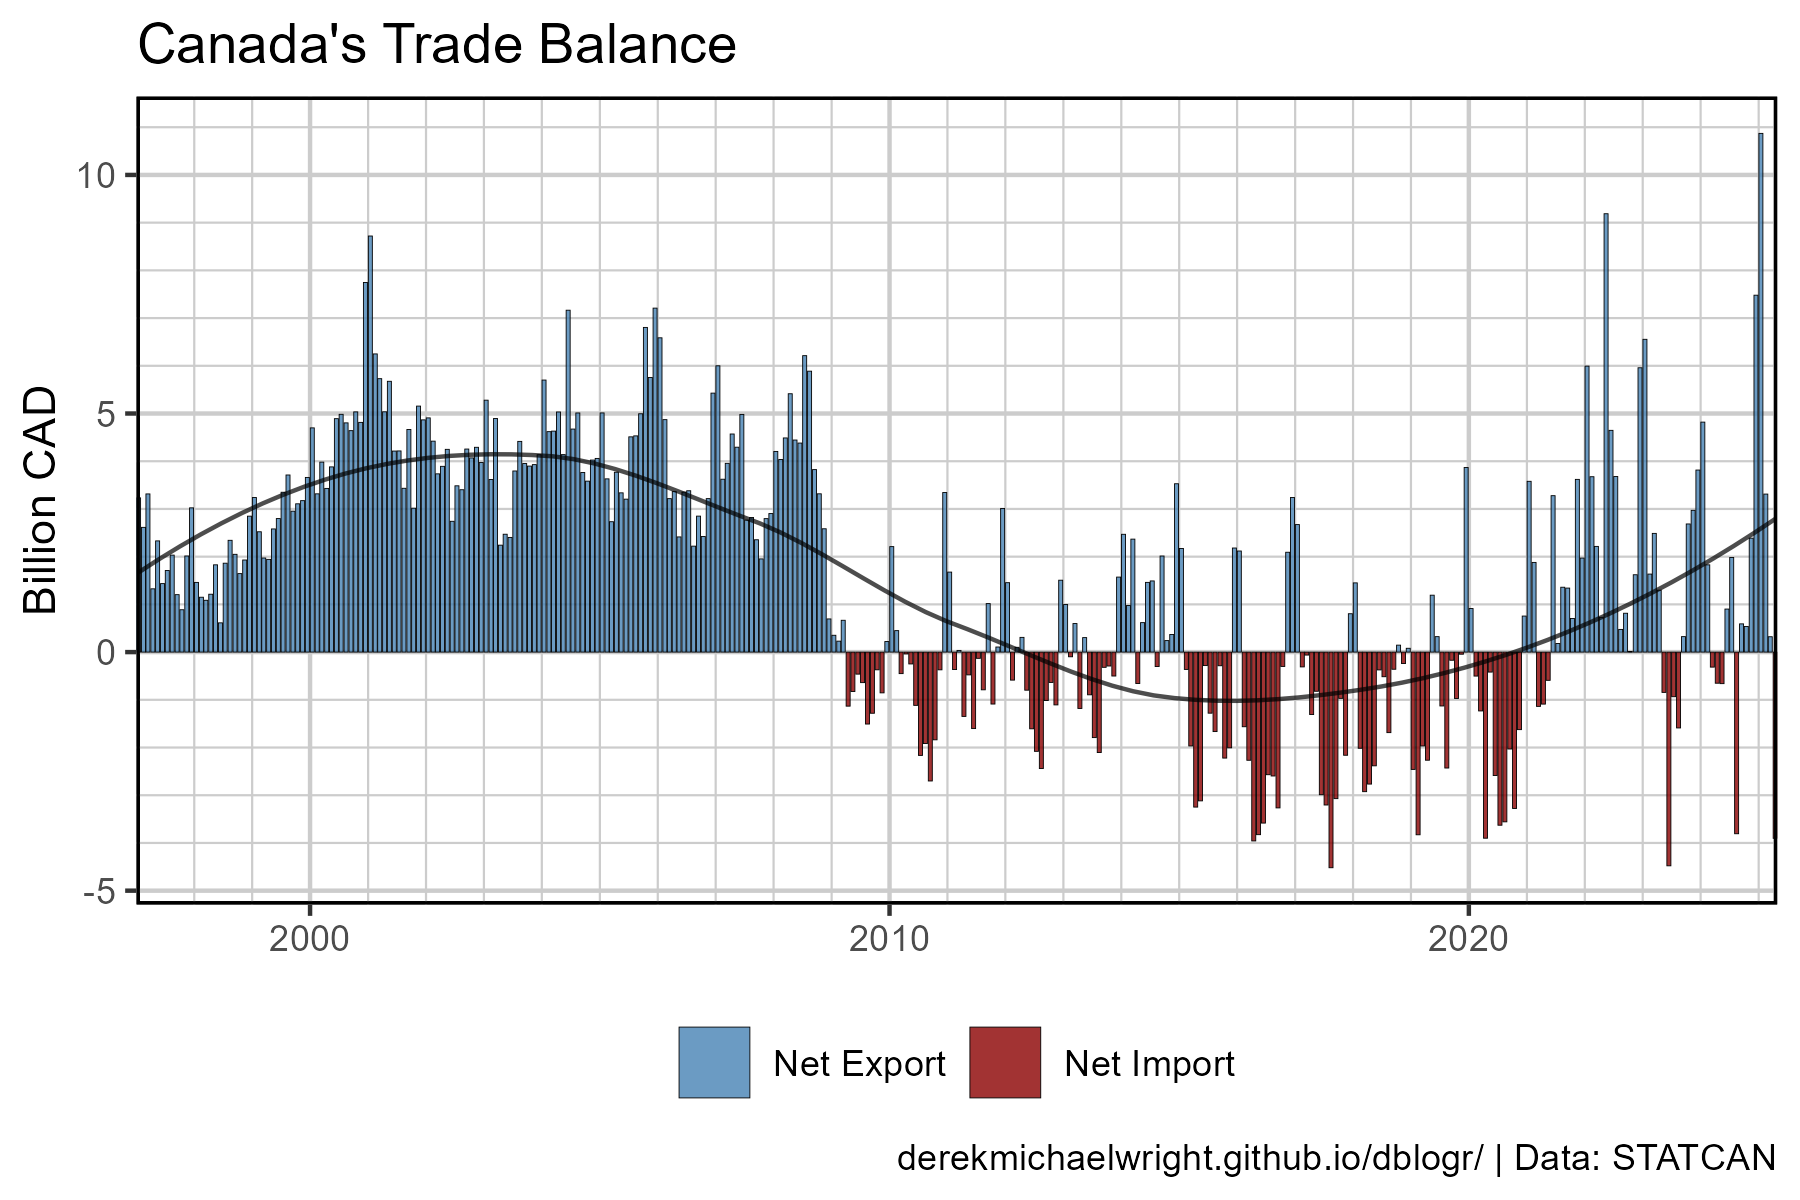 Canada's Trade Balance
Billion CAD
10
5
0
-5
2000
2010
2020
Net Export
Net Import
derekmichaelwright.github.io/dblogr/ | Data: STATCAN